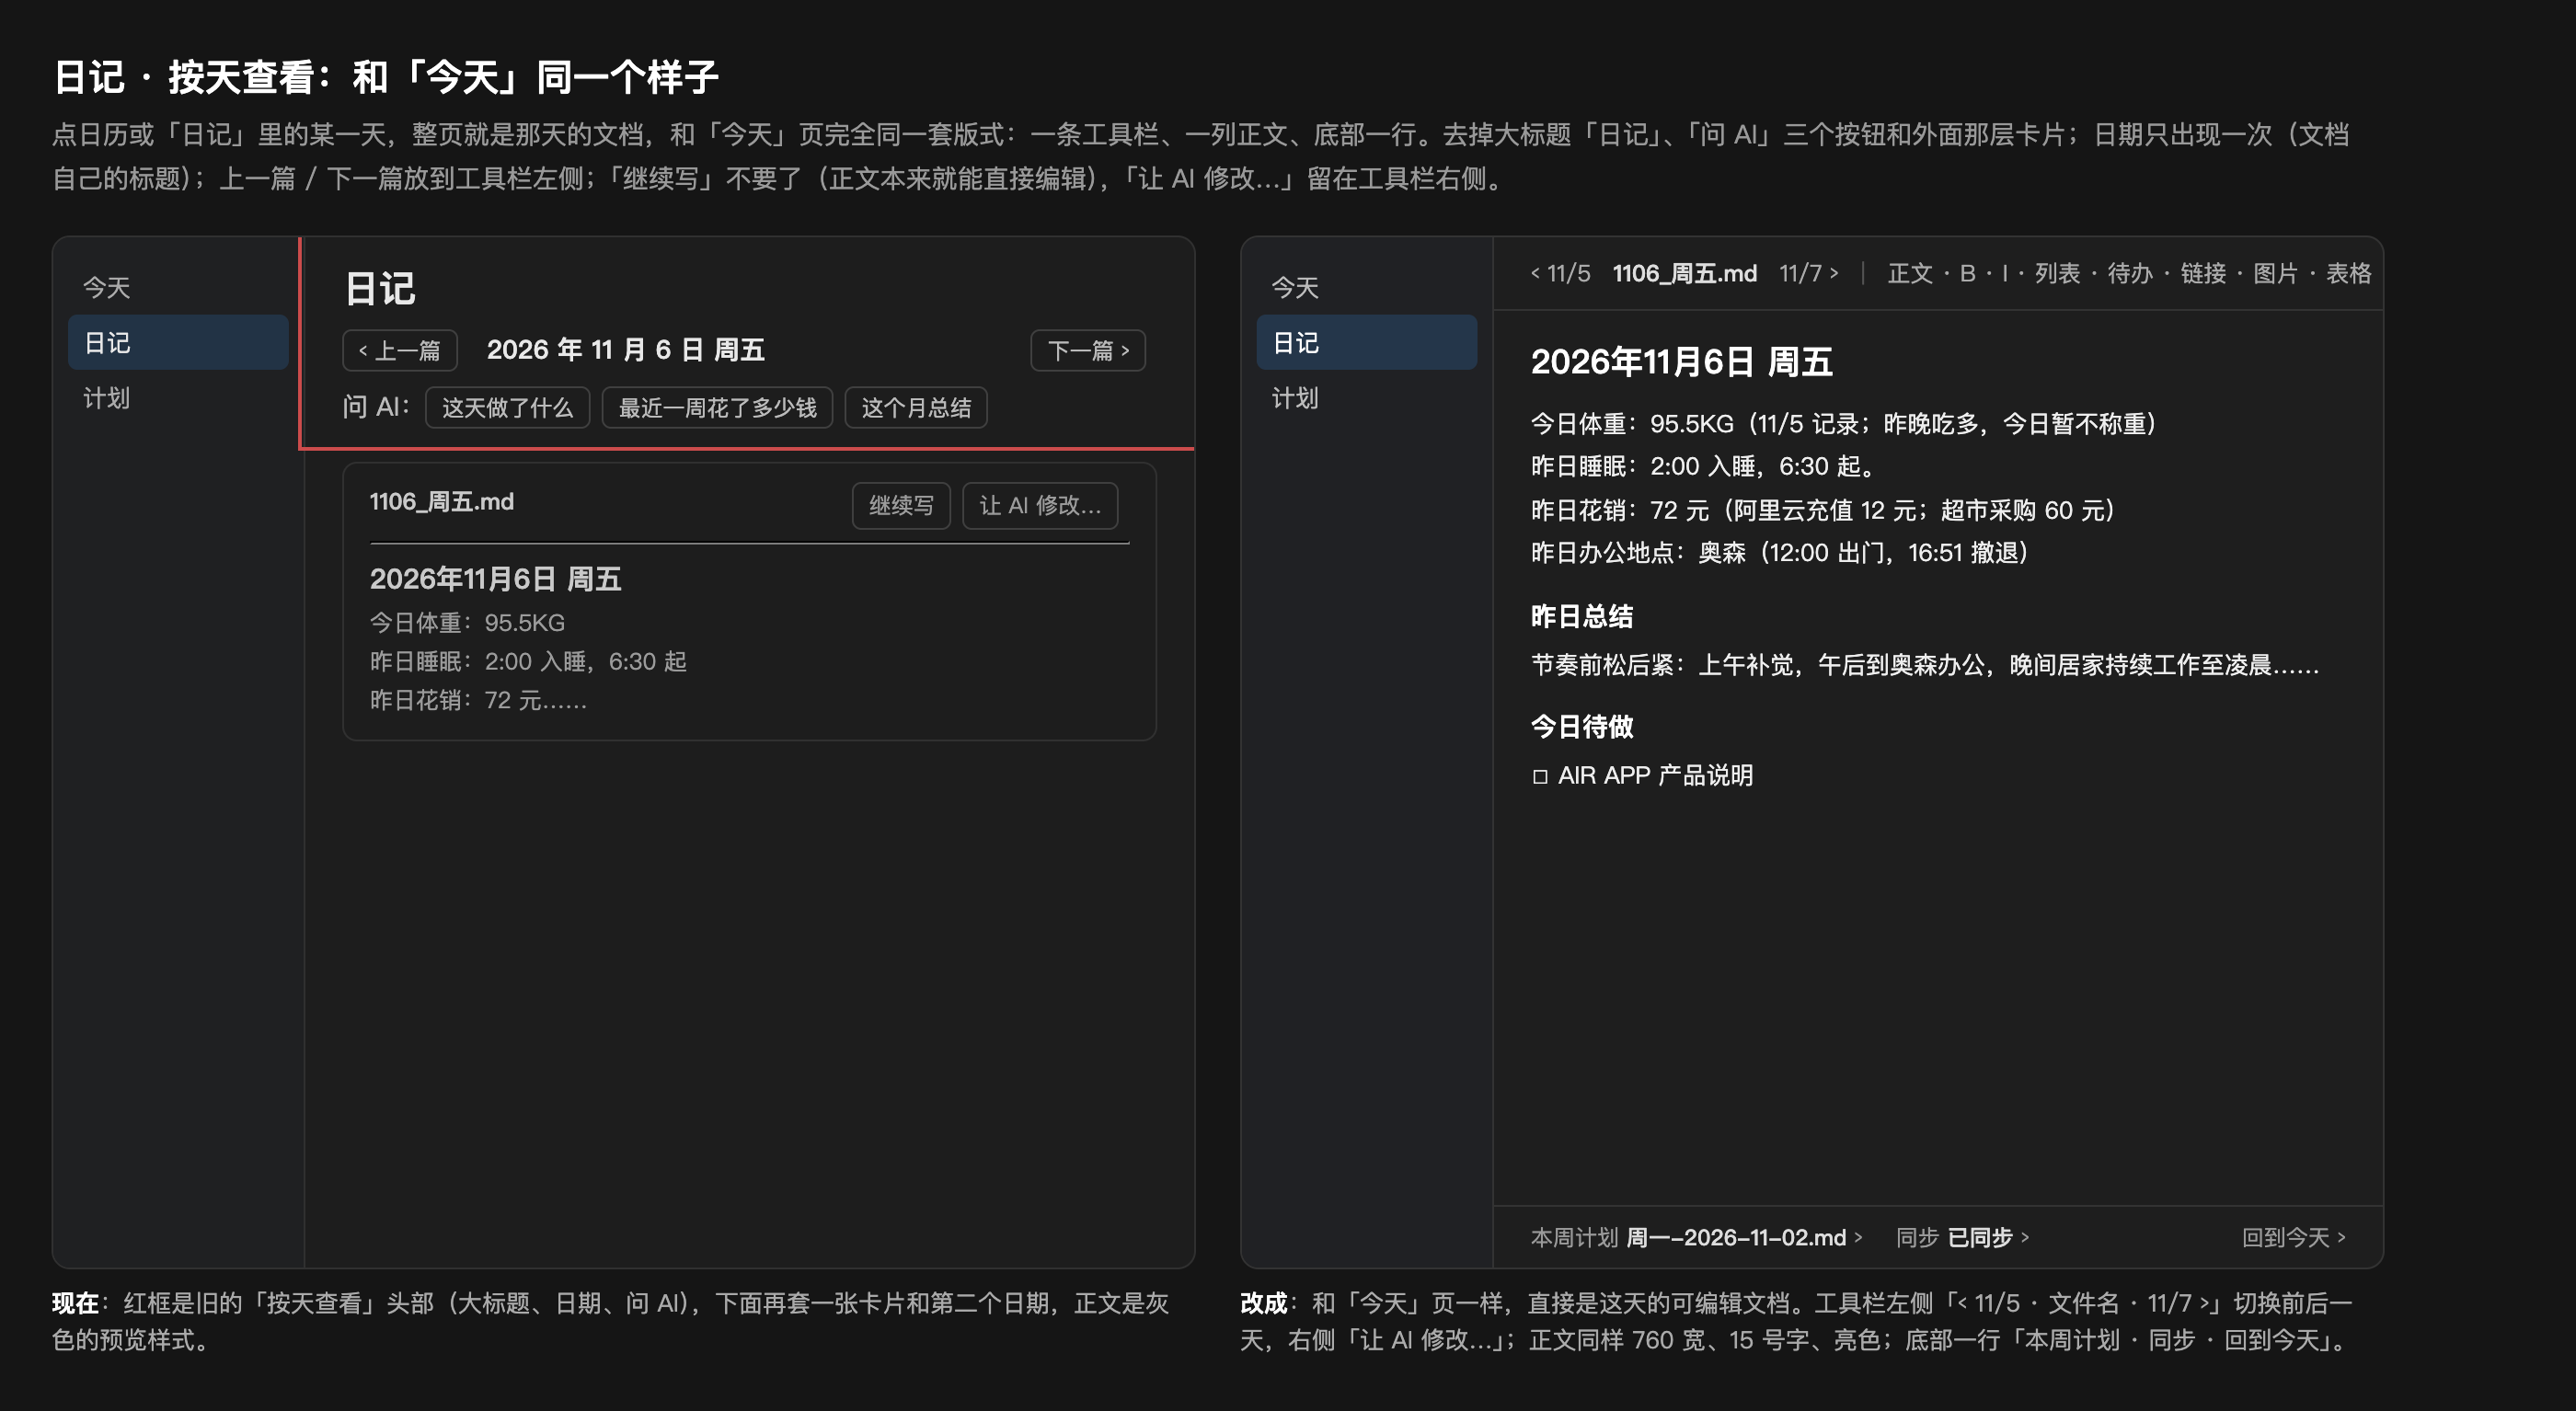 日记 · 按天查看：和「今天」同一个样子
点日历或「日记」里的某一天，整页就是那天的文档，和「今天」页完全同一套版式：一条工具栏、一列正文、底部一行。去掉大标题「日记」、「问 AI」三个按钮和外面那层卡片；日期只出现一次（文档
自己的标题）；上一篇 / 下一篇放到工具栏左侧；「继续写」不要了（正文本来就能直接编辑），「让 AI 修改…」留在工具栏右侧。
今天
日记
计划
日记
‹ 上一篇
2026 年 11 月 6 日 周五
下一篇 ›
问 AI：
这天做了什么
最近一周花了多少钱
这个月总结
1106_周五.md
继续写
让 AI 修改…
2026年11月6日 周五
今日体重：95.5KG
昨日睡眠：2:00 入睡，6:30 起
昨日花销：72 元……
现在：红框是旧的「按天查看」头部（大标题、日期、问 AI），下面再套一张卡片和第二个日期，正文是灰
色的预览样式。
今天
日记
计划
‹ 11/5 1106_周五.md 11/7 › | 正文 · B · I · 列表 · 待办 · 链接 · 图片 · 表格
2026年11月6日 周五
今日体重：95.5KG（11/5 记录；昨晚吃多，今日暂不称重）
昨日睡眠：2:00 入睡，6:30 起。
昨日花销：72 元（阿里云充值 12 元；超市采购 60 元）
昨日办公地点：奥森（12:00 出门，16:51 撤退）
昨日总结
节奏前松后紧：上午补觉，午后到奥森办公，晚间居家持续工作至凌晨……
今日待做
☐ AIR APP 产品说明
本周计划 周一-2026-11-02.md › 同步 已同步 › 回到今天 ›
改成：和「今天」页一样，直接是这天的可编辑文档。工具栏左侧「‹ 11/5 · 文件名 · 11/7 ›」切换前后一
天，右侧「让 AI 修改…」；正文同样 760 宽、15 号字、亮色；底部一行「本周计划 · 同步 · 回到今天」。